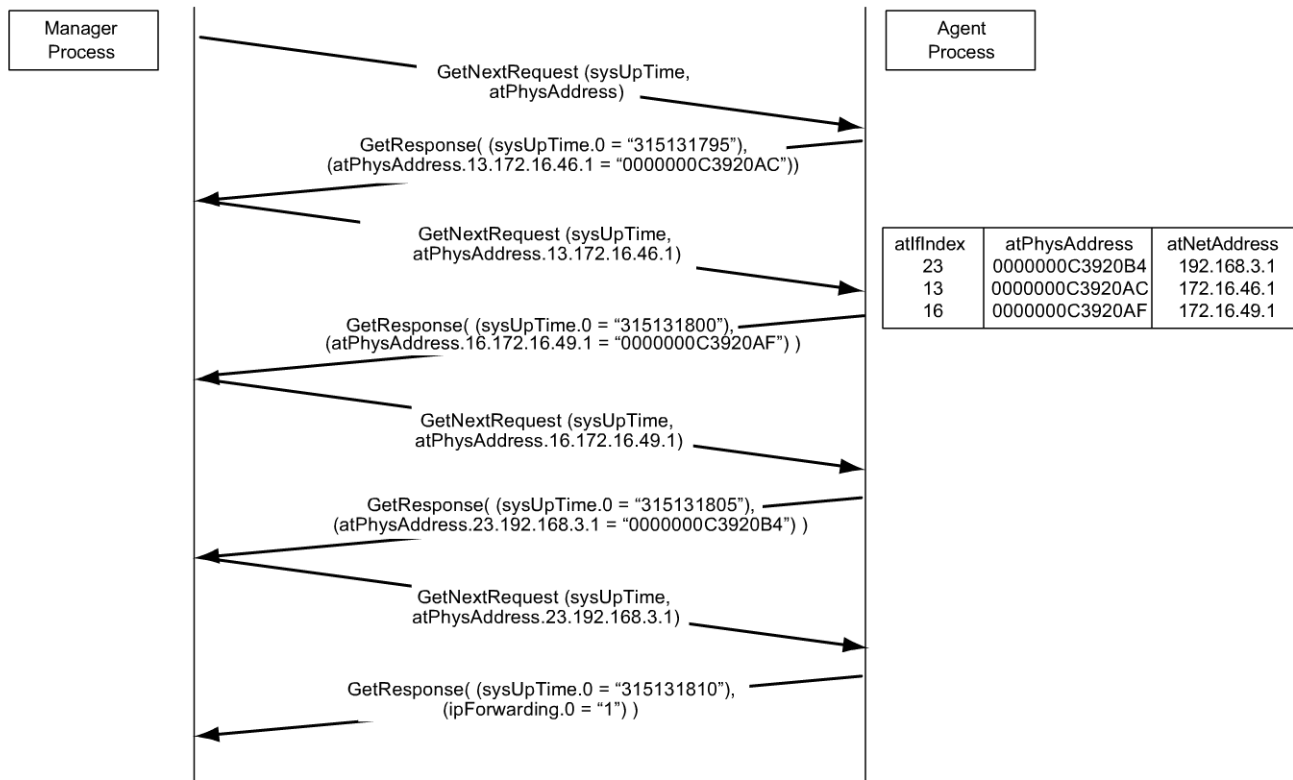 Manager
Process
Agent
Process
GetNextRequest (sysUpTime,
atPhysAddress)
GetResponse( (sysUpTime.0 = “315131795”),
(atPhysAddress.13.172.16.46.1 = “0000000C3920AC”))
GetNextRequest (sysUpTime,
atPhysAddress.13.172.16.46.1)
atIfIndex atPhysAddress atNetAddress
23 0000000C3920B4 192.168.3.1
13 0000000C3920AC 172.16.46.1
16 0000000C3920AF 172.16.49.1
GetResponse( (sysUpTime.0 = “315131800”),
(atPhysAddress.16.172.16.49.1 = “0000000C3920AF”) )
GetNextRequest (sysUpTime,
atPhysAddress.16.172.16.49.1)
GetResponse( (sysUpTime.0 = “315131805”),
(atPhysAddress.23.192.168.3.1 = “0000000C3920B4”) )
GetNextRequest (sysUpTime,
atPhysAddress.23.192.168.3.1)
GetResponse( (sysUpTime.0 = “315131810”),
(ipForwarding.0 = “1”) )